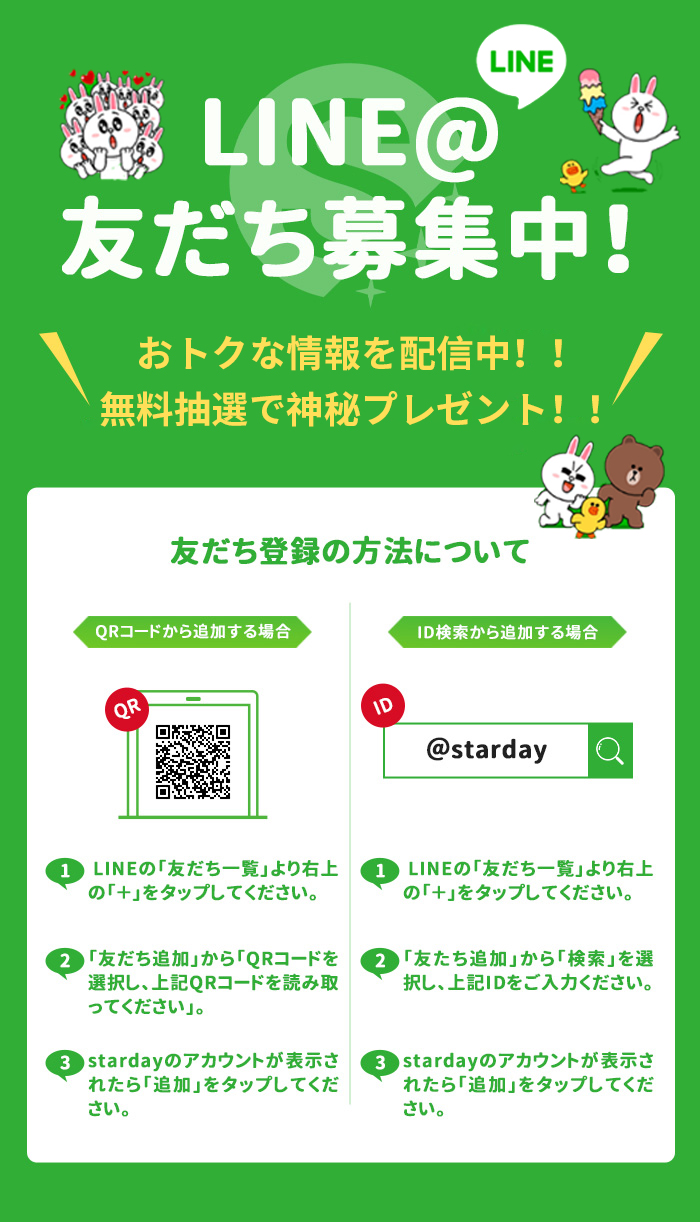 LINE
LINE@
友だち募集中!
おトクな情報を配信中！！
無料抽選で神秘プレゼント！！
友だち登録の方法について
QRコードから追加する場合
QR
1 LINEの「友だち一覧」より右上
の「＋」をタップしてください。
2 「友だち追加」から「QRコードを
選択し、上記QRコードを読み取
ってください」。
3 stardayのアカウントが表示さ
れたら「追加」をタップしてくだ
さい。
ID検索から追加する場合
ID
@starday
1 LINEの「友だち一覧」より右上
の「＋」をタップしてください。
2 「友たち追加」から「検索」を選
択し、上記IDをご入力ください。
3 stardayのアカウントが表示さ
れたら「追加」をタップしてくだ
さい。